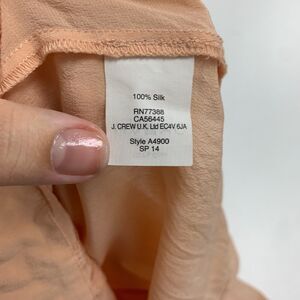 100% Silk
RN77388
CA56445
J. CREW U.K. Ltd EC4V 6JA
Style A4900
SP 14